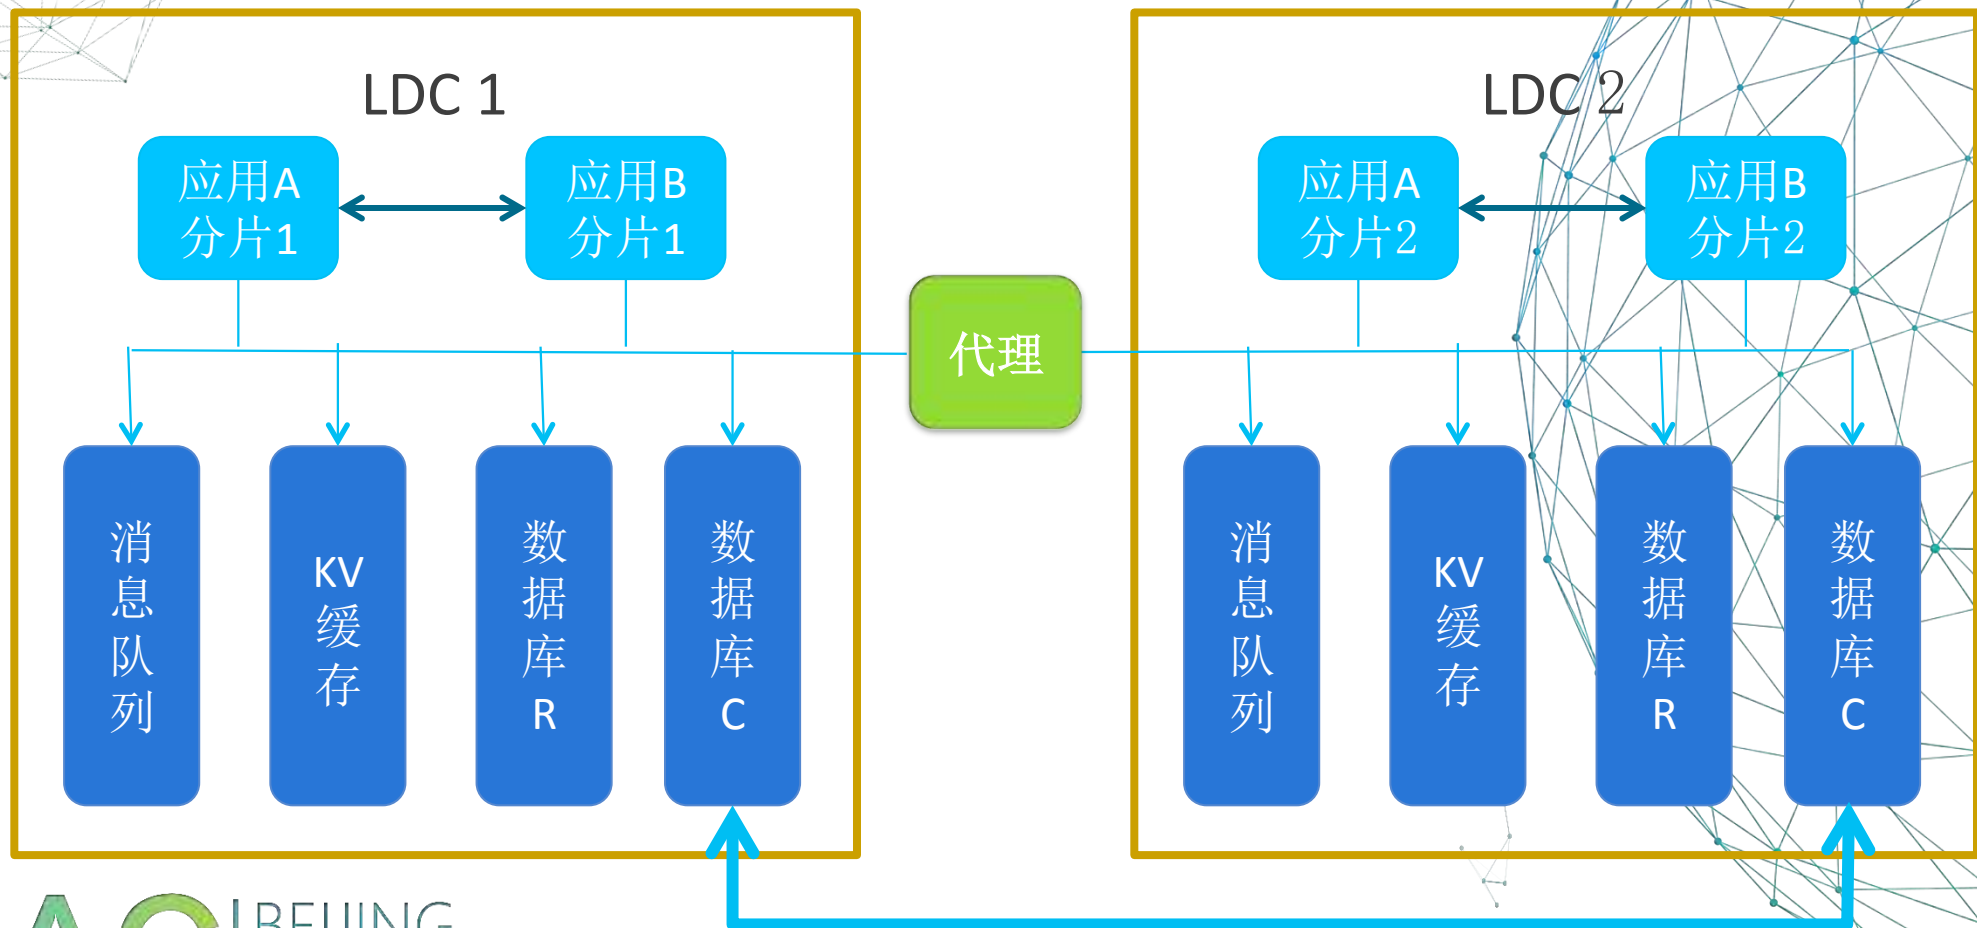 LDC 1
应用A
分片1
应用B
分片1
消
息
队
列
KV
缓
存
数
据
库
R
数
据
库
C
代理
LDC 2
应用A
分片2
应用B
分片2
消
息
队
列
KV
缓
存
数
据
库
R
数
据
库
C
BEIJING